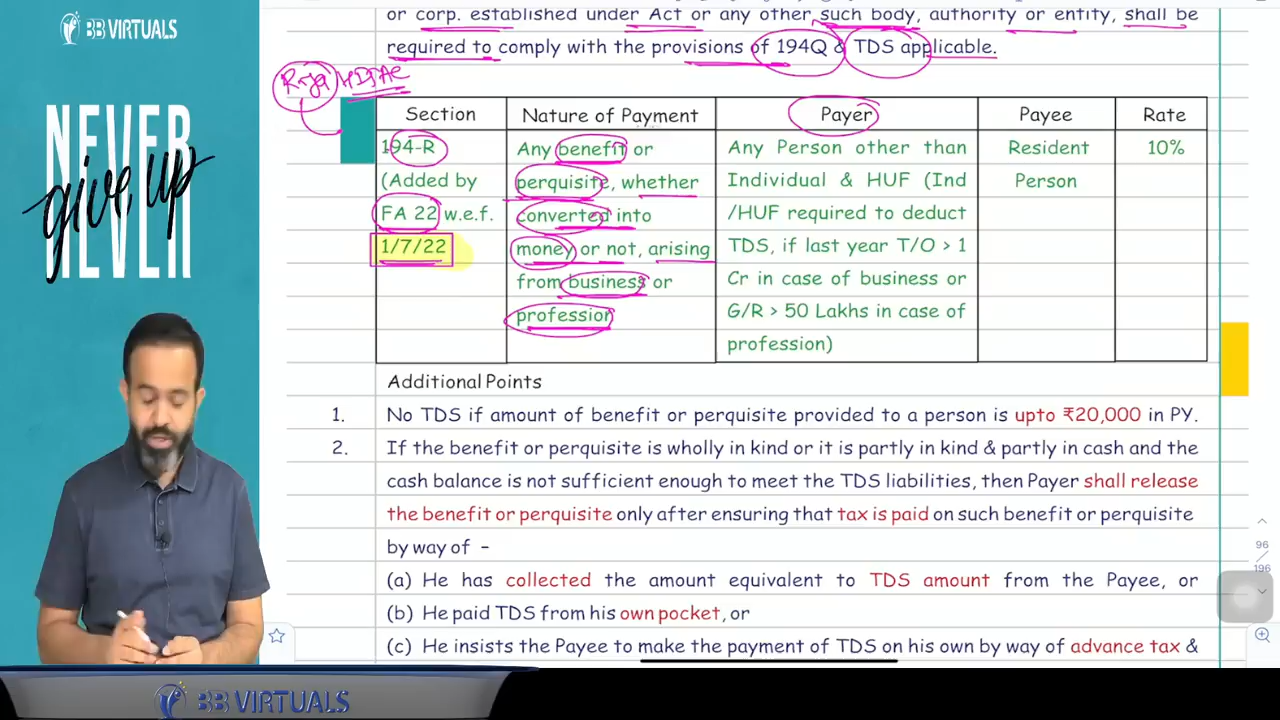 BB VIRTUALS
NEVER
give up
NEVER
or corp. established under Act or any other such body, authority or entity, shall be
required to comply with the provisions of 194Q & TDS applicable.
Section Nature of Payment Payer Payee Rate
194-R Any benefit or Any Person other than Resident 10%
(Added by perquisite, whether Individual & HUF (Ind Person
FA 22 w.e.f. converted into /HUF required to deduct
1/7/22 money or not, arising TDS, if last year T/O > 1
from business or Cr in case of business or
profession G/R > 50 Lakhs in case of
profession)
Additional Points
1. No TDS if amount of benefit or perquisite provided to a person is upto ₹20,000 in PY.
2. If the benefit or perquisite is wholly in kind or it is partly in kind & partly in cash and the
cash balance is not sufficient enough to meet the TDS liabilities, then Payer shall release
the benefit or perquisite only after ensuring that tax is paid on such benefit or perquisite
by way of –
(a) He has collected the amount equivalent to TDS amount from the Payee, or
(b) He paid TDS from his own pocket, or
(c) He insists the Payee to make the payment of TDS on his own by way of advance tax &
96
196
BB VIRTUALS